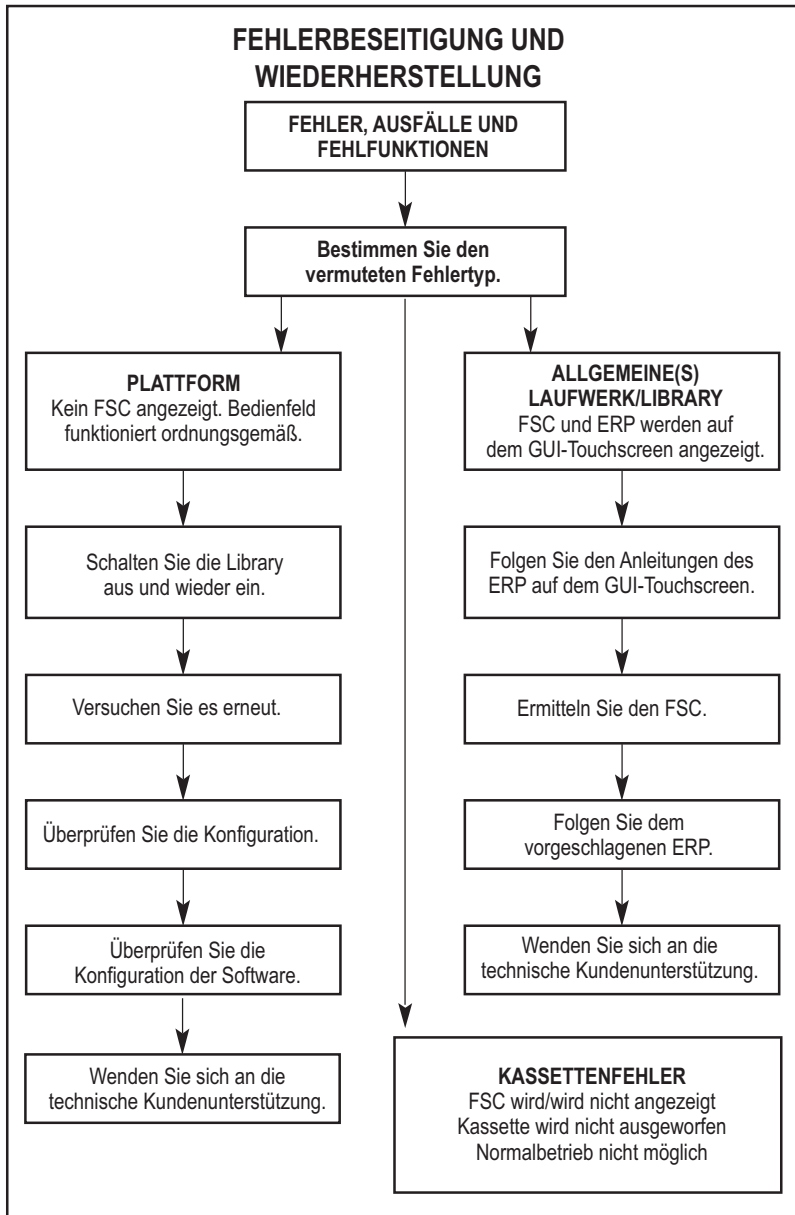 FEHLERBESEITIGUNG UND
WIEDERHERSTELLUNG
FEHLER, AUSFÄLLE UND
FEHLFUNKTIONEN
Bestimmen Sie den
vermuteten Fehlertyp.
PLATTFORM
Kein FSC angezeigt. Bedienfeld
funktioniert ordnungsgemäß.
Schalten Sie die Library
aus und wieder ein.
Versuchen Sie es erneut.
Überprüfen Sie die Konfiguration.
Überprüfen Sie die
Konfiguration der Software.
Wenden Sie sich an die
technische Kundenunterstützung.
ALLGEMEINE(S)
LAUFWERK/LIBRARY
FSC und ERP werden auf
dem GUI-Touchscreen angezeigt.
Folgen Sie den Anleitungen des
ERP auf dem GUI-Touchscreen.
Ermitteln Sie den FSC.
Folgen Sie dem
vorgeschlagenen ERP.
Wenden Sie sich an die
technische Kundenunterstützung.
KASSETTENFEHLER
FSC wird/wird nicht angezeigt
Kassette wird nicht ausgeworfen
Normalbetrieb nicht möglich